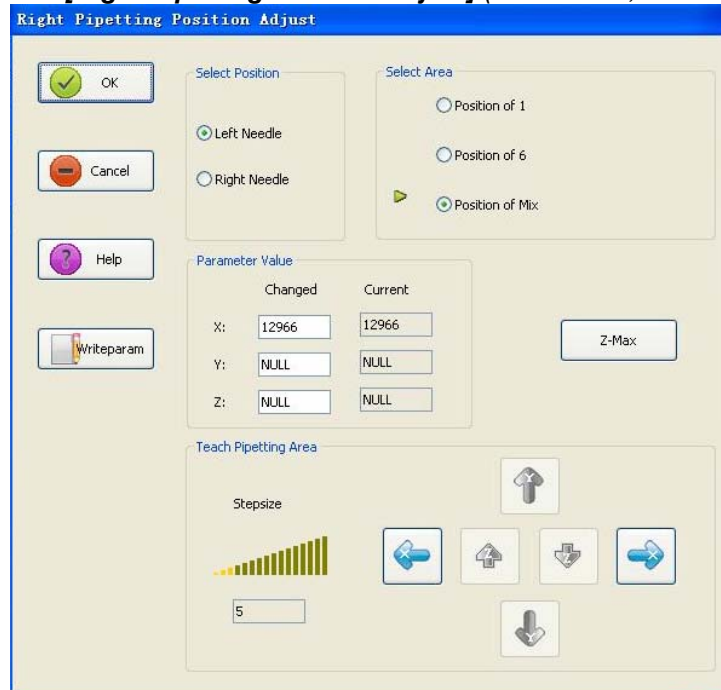 Right Pipetting Position Adjust
OK
Cancel
Help
Writeparam
Select Position
Left Needle
Right Needle
Select Area
Position of 1
Position of 6
Position of Mix
Parameter Value
Changed Current
X: 12966 12966
Y: NULL NULL
Z: NULL NULL
Z-Max
Teach Pipetting Area
Stepsize
5
Y
X Z Z X
Y